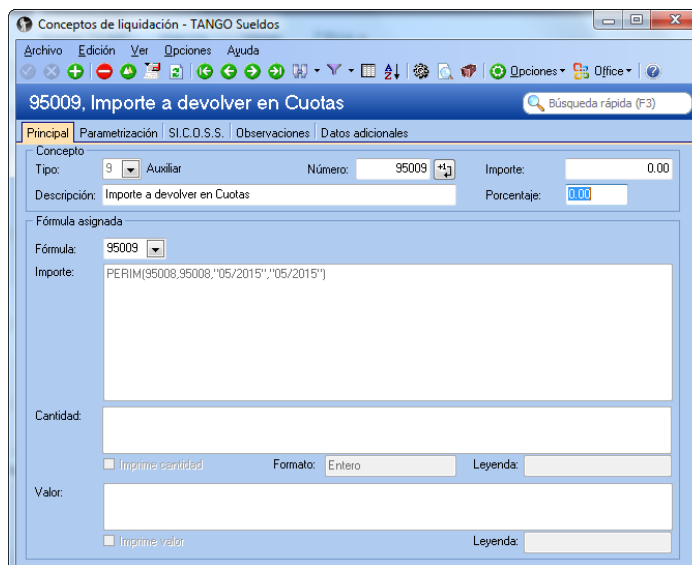 Conceptos de liquidación - TANGO Sueldos
Archivo Edición Ver Opciones Ayuda
Opciones Office
95009, Importe a devolver en Cuotas
Búsqueda rápida (F3)
Principal Parametrización SI.C.O.S.S. Observaciones Datos adicionales
Concepto
Tipo: 9 Auxiliar Número: 95009 Importe: 0.00
Descripción: Importe a devolver en Cuotas Porcentaje: 0.00
Fórmula asignada
Fórmula: 95009
Importe: PERIM(95008,95008,"05/2015","05/2015")
Cantidad:
Imprime cantidad Formato: Entero Leyenda:
Valor:
Imprime valor Leyenda: